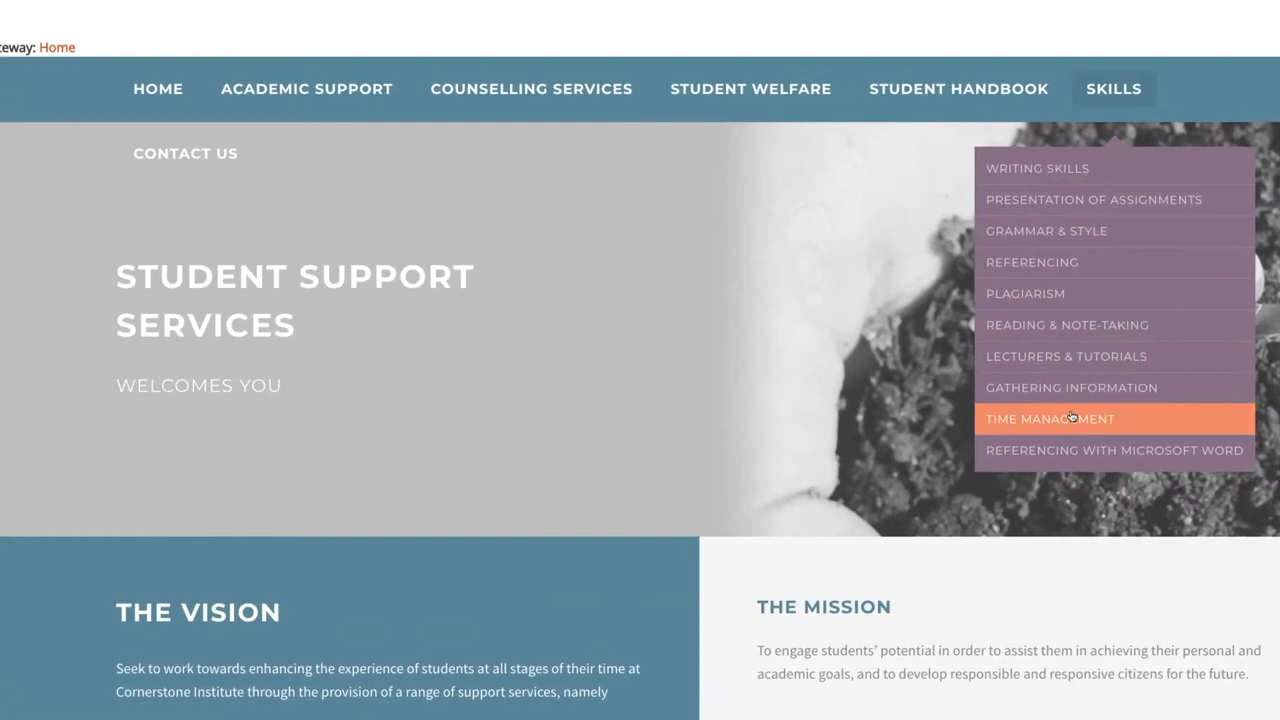 teway: Home
HOME ACADEMIC SUPPORT COUNSELLING SERVICES STUDENT WELFARE STUDENT HANDBOOK SKILLS
CONTACT US
WRITING SKILLS
PRESENTATION OF ASSIGNMENTS
GRAMMAR & STYLE
REFERENCING
PLAGIARISM
READING & NOTE-TAKING
LECTURERS & TUTORIALS
GATHERING INFORMATION
TIME MANAGEMENT
REFERENCING WITH MICROSOFT WORD
STUDENT SUPPORT
SERVICES
WELCOMES YOU
THE VISION
Seek to work towards enhancing the experience of students at all stages of their time at
Cornerstone Institute through the provision of a range of support services, namely
THE MISSION
To engage students’ potential in order to assist them in achieving their personal and
academic goals, and to develop responsible and responsive citizens for the future.